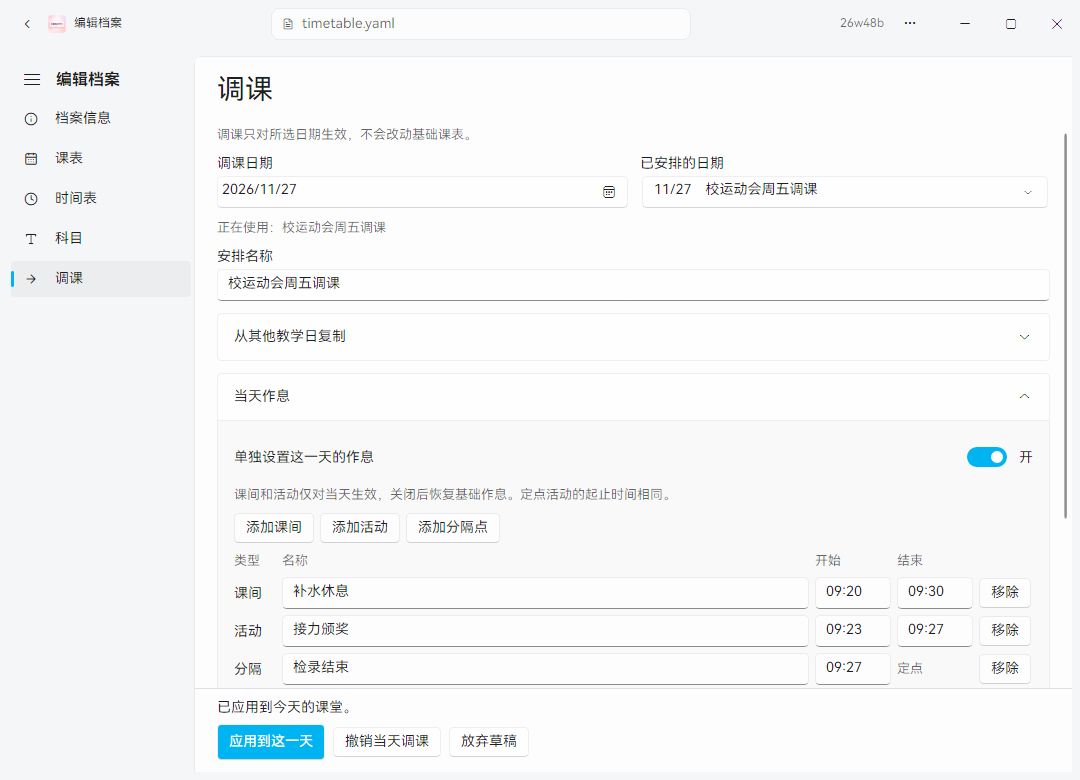 编辑档案
timetable.yaml
26w48b
编辑档案
档案信息
课表
时间表
科目
调课
调课
调课只对所选日期生效，不会改动基础课表。
调课日期 已安排的日期
2026/11/27 11/27 校运动会周五调课
正在使用：校运动会周五调课
安排名称
校运动会周五调课
从其他教学日复制
当天作息
单独设置这一天的作息 开
课间和活动仅对当天生效，关闭后恢复基础作息。定点活动的起止时间相同。
添加课间 添加活动 添加分隔点
类型 名称 开始 结束
课间 补水休息 09:20 09:30 移除
活动 接力颁奖 09:23 09:27 移除
分隔 检录结束 09:27 定点 移除
已应用到今天的课堂。
应用到这一天 撤销当天调课 放弃草稿